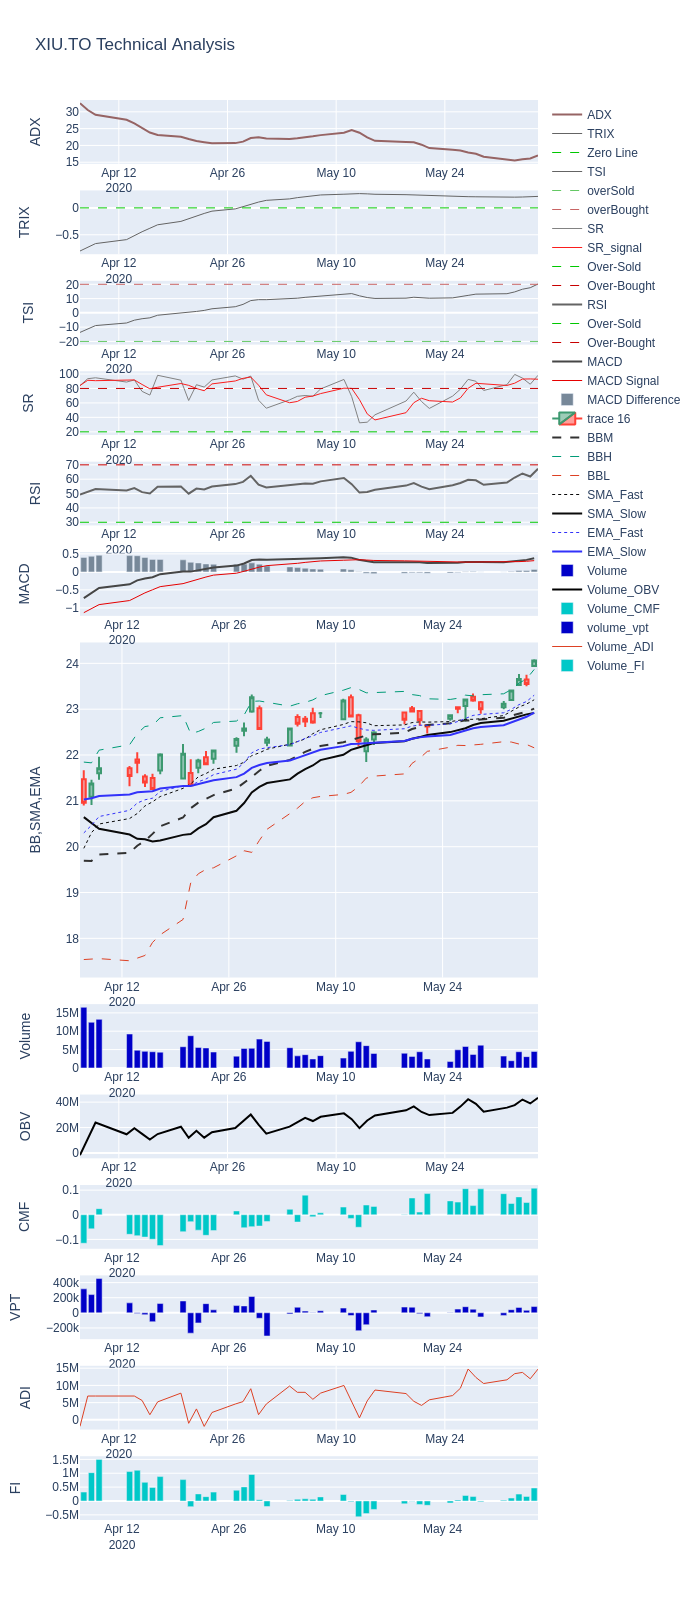 XIU.TO Technical Analysis
ADX
30
25
20
15
Apr 12
2020
Apr 26
May 10
May 24
TRIX
0
−0.5
Apr 12
2020
Apr 26
May 10
May 24
TSI
20
10
0
−10
−20
Apr 12
2020
Apr 26
May 10
May 24
SR
100
80
60
40
20
Apr 12
2020
Apr 26
May 10
May 24
RSI
70
60
50
40
30
Apr 12
2020
Apr 26
May 10
May 24
MACD
0.5
0
−0.5
−1
Apr 12
2020
Apr 26
May 10
May 24
BB,SMA,EMA
24
23
22
21
20
19
18
Apr 12
2020
Apr 26
May 10
May 24
Volume
15M
10M
5M
0
Apr 12
2020
Apr 26
May 10
May 24
OBV
40M
20M
0
Apr 12
2020
Apr 26
May 10
May 24
CMF
0.1
0
−0.1
Apr 12
2020
Apr 26
May 10
May 24
VPT
400k
200k
0
−200k
Apr 12
2020
Apr 26
May 10
May 24
ADI
15M
10M
5M
0
Apr 12
2020
Apr 26
May 10
May 24
FI
1.5M
1M
0.5M
0
−0.5M
Apr 12
2020
Apr 26
May 10
May 24
ADX
TRIX
Zero Line
TSI
overSold
overBought
SR
SR_signal
Over-Sold
Over-Bought
RSI
Over-Sold
Over-Bought
MACD
MACD Signal
MACD Difference
trace 16
BBM
BBH
BBL
SMA_Fast
SMA_Slow
EMA_Fast
EMA_Slow
Volume
Volume_OBV
Volume_CMF
volume_vpt
Volume_ADI
Volume_FI